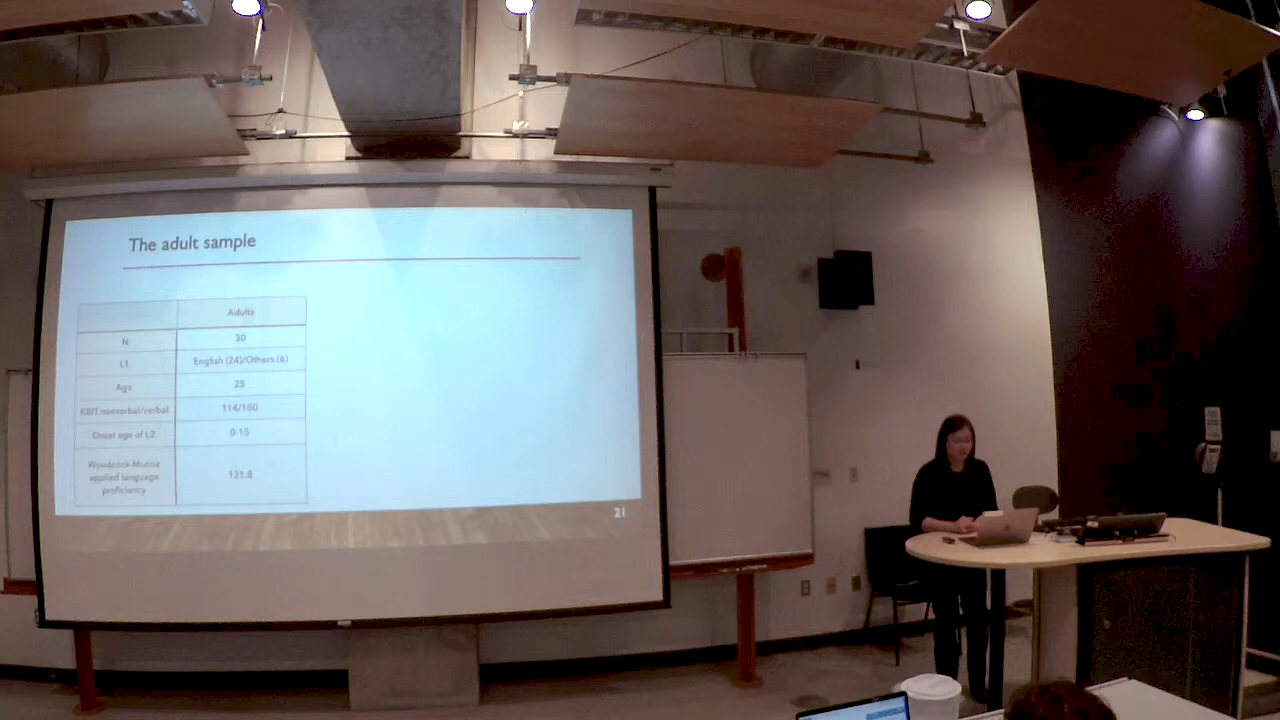 The adult sample
Adults
N 30
L1 English (24)/Others (6)
Age 25
KBIT nonverbal/verbal 114/100
Onset age of L2 0-15
Woodcock-Munoz
applied language
proficiency
121.8
21